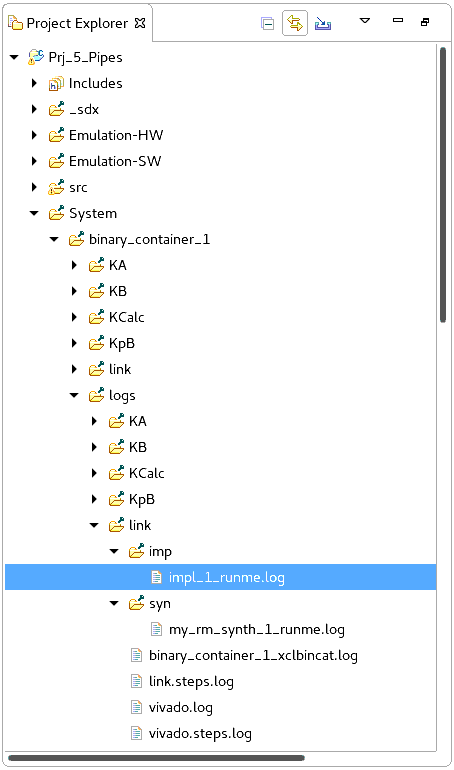 Project Explorer
Prj_5_Pipes
Includes
_sdx
Emulation-HW
Emulation-SW
src
System
binary_container_1
KA
KB
KCalc
KpB
link
logs
KA
KB
KCalc
KpB
link
imp
impl_1_runme.log
syn
my_rm_synth_1_runme.log
binary_container_1_xclbincat.log
link.steps.log
vivado.log
vivado.steps.log